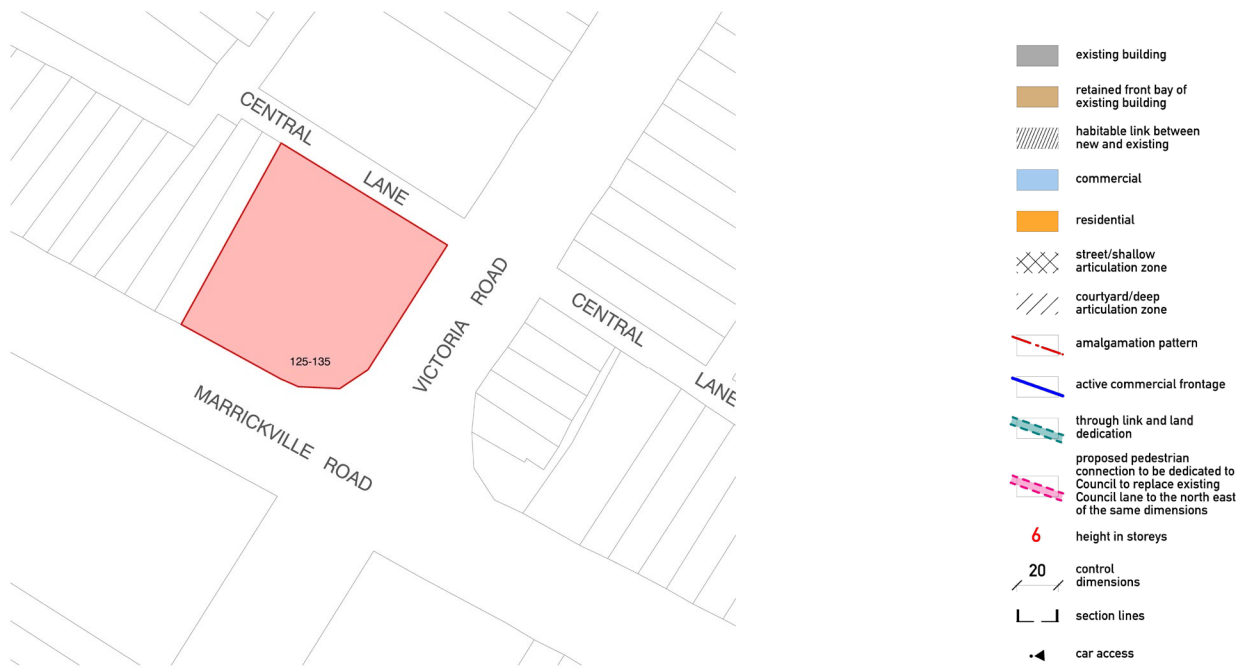 CENTRAL
LANE
VICTORIA ROAD
CENTRAL
LANE
125-135
MARRICKVILLE ROAD
existing building
retained front bay of
existing building
habitable link between
new and existing
commercial
residential
street/shallow
articulation zone
courtyard/deep
articulation zone
amalgamation pattern
active commercial frontage
through link and land
dedication
proposed pedestrian
connection to be dedicated to
Council to replace existing
Council lane to the north east
of the same dimensions
6 height in storeys
20 control
dimensions
section lines
car access